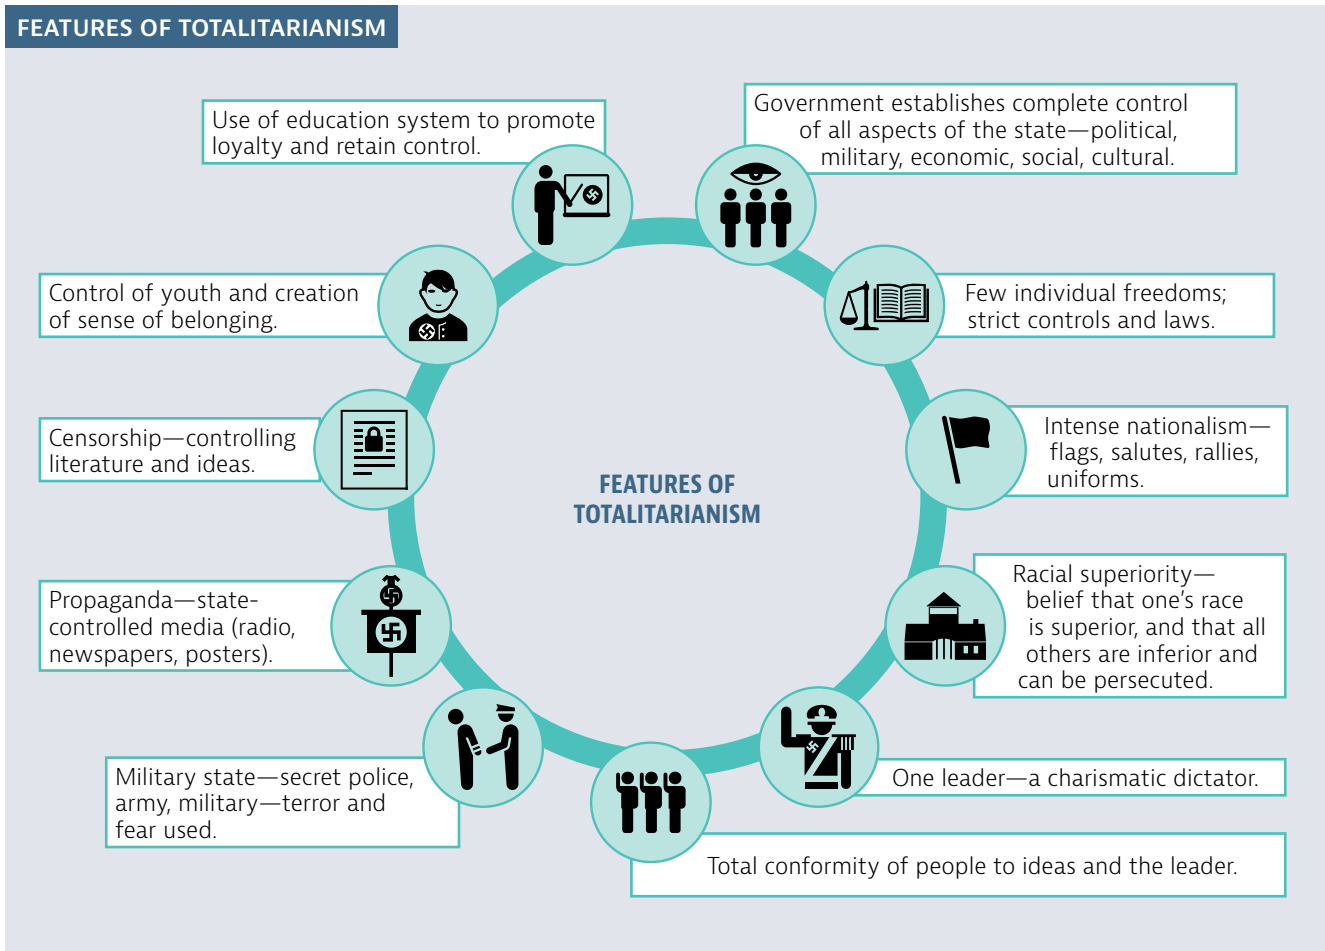 FEATURES OF TOTALITARIANISM
Use of education system to promote
loyalty and retain control.
Government establishes complete control
of all aspects of the state—political,
military, economic, social, cultural.
Control of youth and creation
of sense of belonging.
Few individual freedoms;
strict controls and laws.
Censorship—controlling
literature and ideas.
Intense nationalism—
flags, salutes, rallies,
uniforms.
FEATURES OF
TOTALITARIANISM
Propaganda—state-
controlled media (radio,
newspapers, posters).
Racial superiority—
belief that one's race
is superior, and that all
others are inferior and
can be persecuted.
Military state—secret police,
army, military—terror and
fear used.
One leader—a charismatic dictator.
Total conformity of people to ideas and the leader.